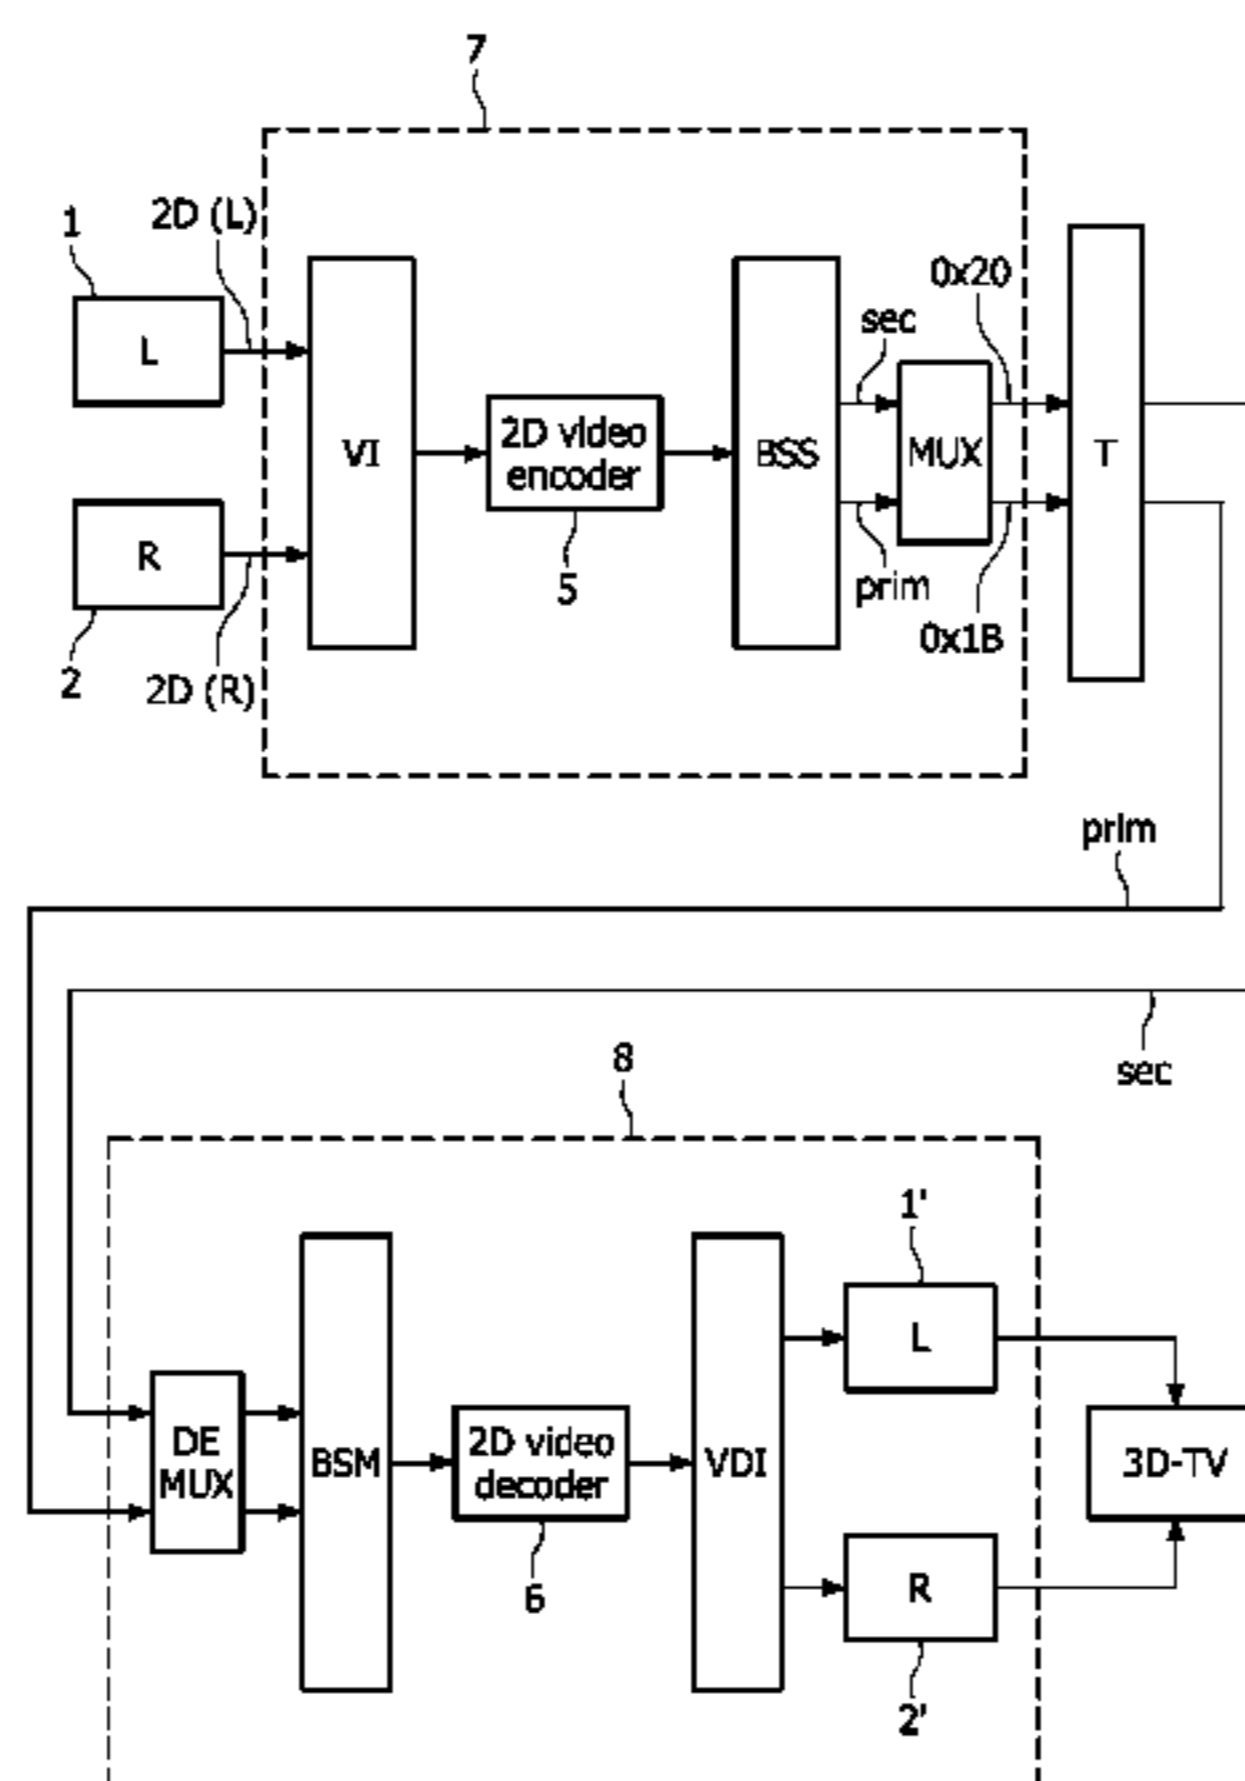 7
1
2D (L)
L
VI
2D video
encoder
5
BSS
sec
prim
MUX
0x20
0x1B
T
R
2
2D (R)
prim
sec
8
DE
MUX
BSM
2D video
decoder
6
VDI
1'
L
R
2'
3D-TV